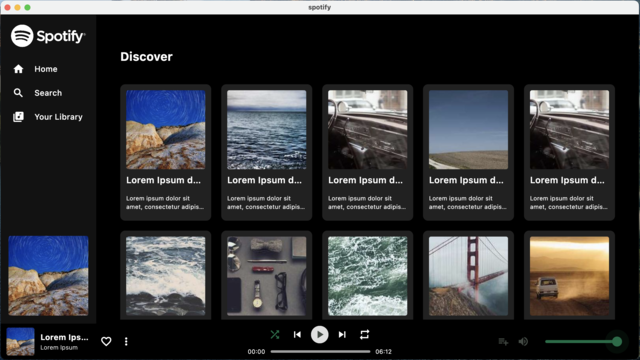 spotify
Spotify®
Home
Search
Your Library
Discover
Lorem Ipsum d...
Lorem ipsum dolor sit
amet, consectetur adipis...
Lorem Ipsum d...
Lorem ipsum dolor sit
amet, consectetur adipis...
Lorem Ipsum d...
Lorem ipsum dolor sit
amet, consectetur adipis...
Lorem Ipsum d...
Lorem ipsum dolor sit
amet, consectetur adipis...
Lorem Ipsum d...
Lorem ipsum dolor sit
amet, consectetur adipis...
Lorem Ips...
Lorem Ipsum
00:00
06:12